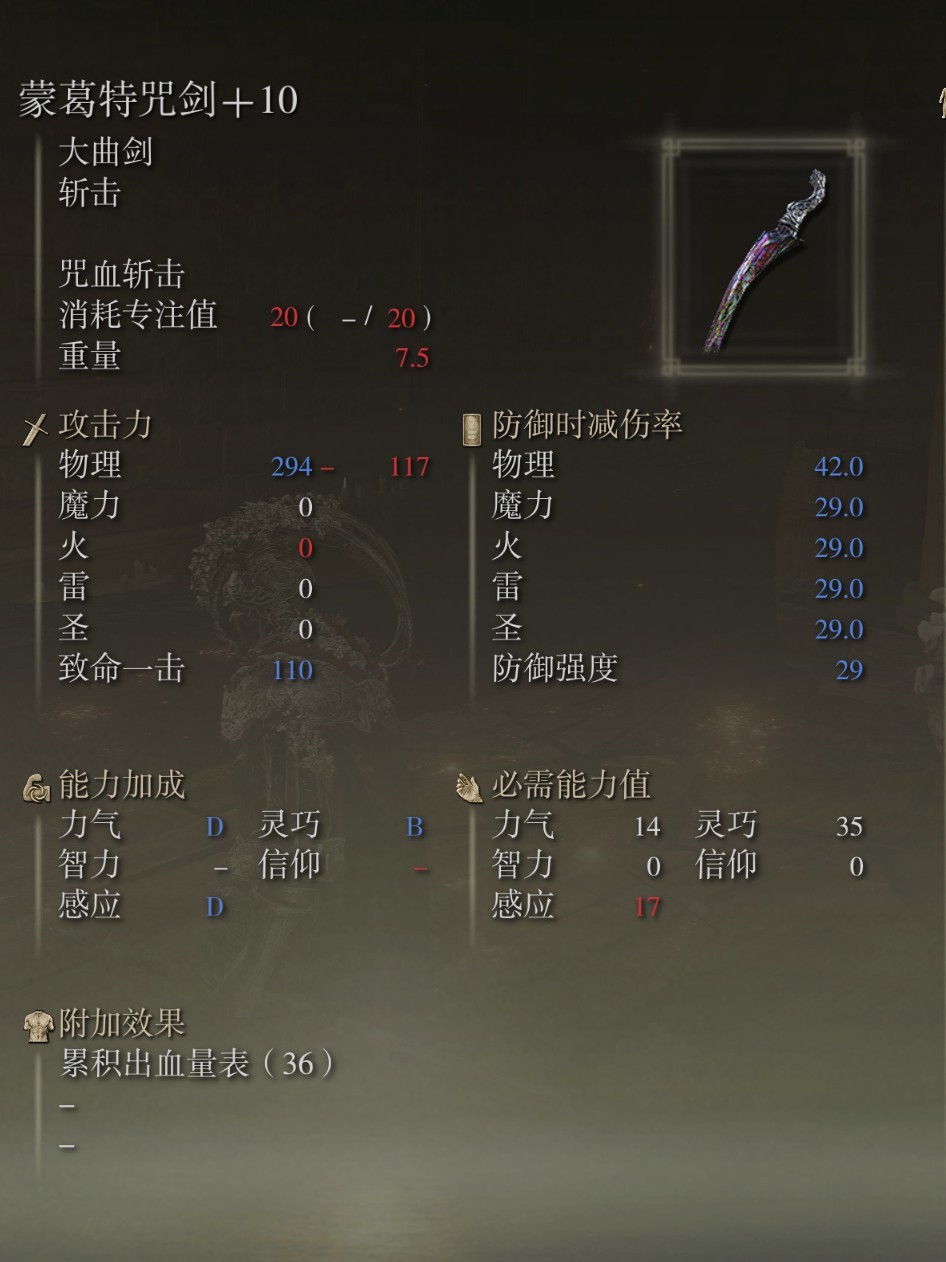 蒙葛特咒剑+10
大曲剑
斩击
咒血斩击
消耗专注值 20 ( – / 20 )
重量 7.5
攻击力
物理 294 – 117
魔力 0
火 0
雷 0
圣 0
致命一击 110
防御时减伤率
物理 42.0
魔力 29.0
火 29.0
雷 29.0
圣 29.0
防御强度 29
能力加成
力气 D 灵巧 B
智力 – 信仰 –
感应 D
必需能力值
力气 14 灵巧 35
智力 0 信仰 0
感应 17
附加效果
累积出血量表（36）
–
–